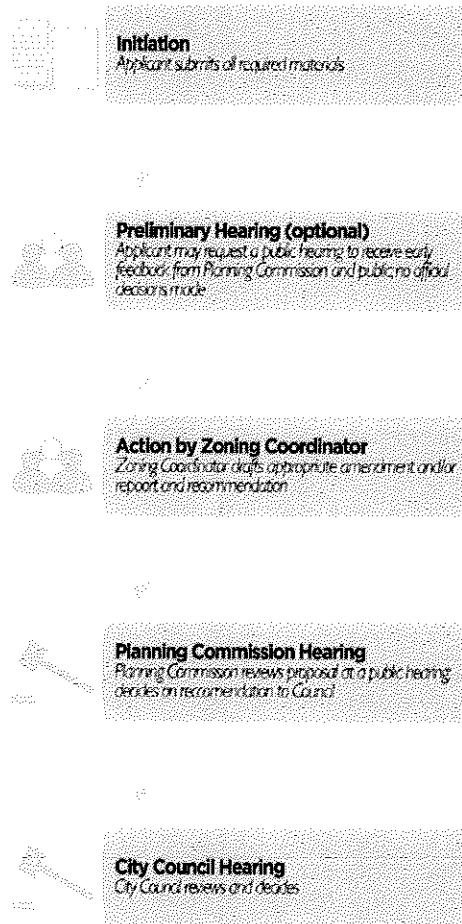 Initiation
Applicant submits all required materials
Preliminary Hearing (optional)
Applicant may request a public hearing to receive early
feedback from Planning Commission and public; no official
decisions made
Action by Zoning Coordinator
Zoning Coordinator drafts appropriate amendment and/or
report and recommendation
Planning Commission Hearing
Planning Commission reviews proposal at a public hearing;
decides on recomendation to Council
City Council Hearing
City Council reviews and decides